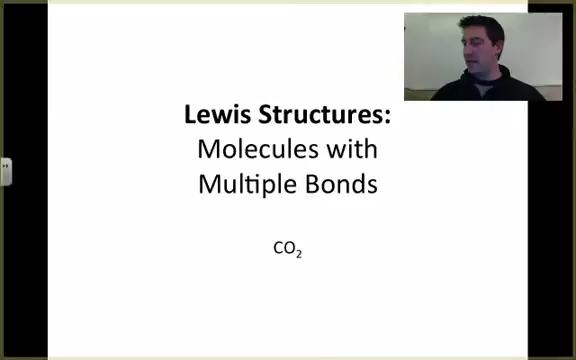 Lewis Structures:
Molecules with
Multiple Bonds
CO₂